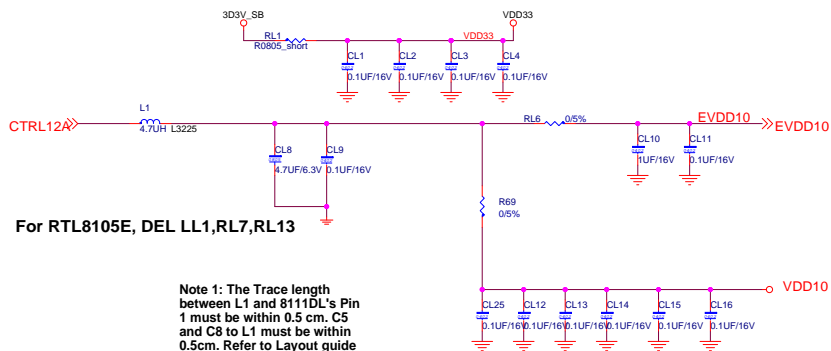 3D3V_SB
VDD33
RL1
R0805_short
VDD33
CL1
0.1UF/16V
CL2
0.1UF/16V
CL3
0.1UF/16V
CL4
0.1UF/16V
CTRL12A
L1
4.7UH L3225
RL6 0/5%
EVDD10
EVDD10
CL8
4.7UF/6.3V
CL9
0.1UF/16V
CL10
1UF/16V
CL11
0.1UF/16V
R69
0/5%
For RTL8105E, DEL LL1,RL7,RL13
Note 1: The Trace length
between L1 and 8111DL's Pin
1 must be within 0.5 cm. C5
and C8 to L1 must be within
0.5cm. Refer to Layout guide
VDD10
CL25
0.1UF/16V
CL12
0.1UF/16V
CL13
0.1UF/16V
CL14
0.1UF/16V
CL15
0.1UF/16V
CL16
0.1UF/16V